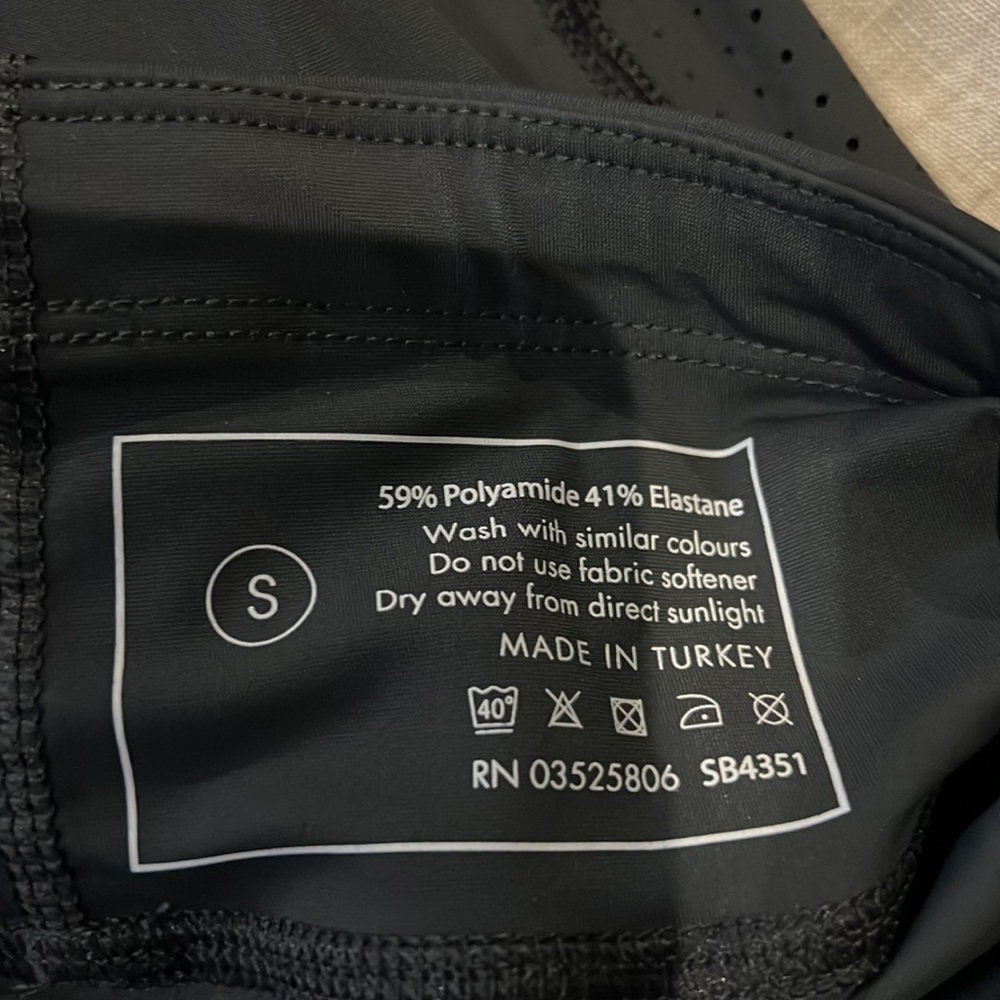 S
59% Polyamide 41% Elastane
Wash with similar colours
Do not use fabric softener
Dry away from direct sunlight
MADE IN TURKEY
40°
RN 03525806 SB4351